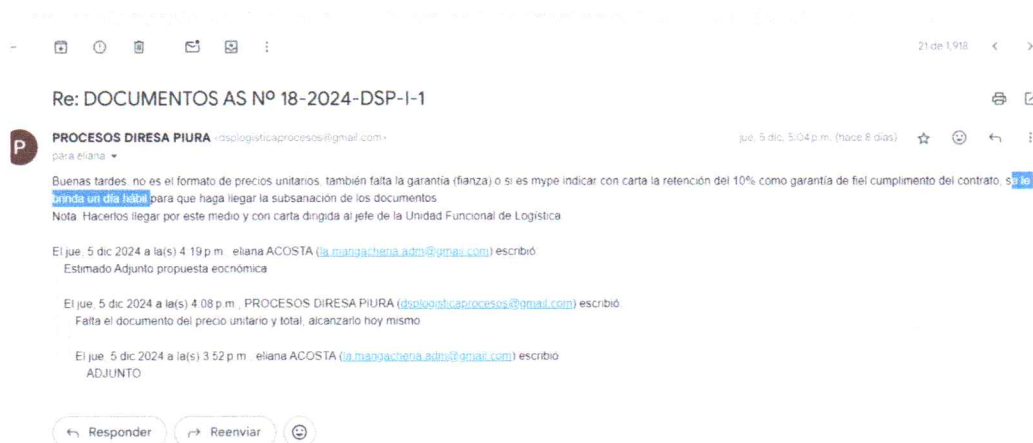 21 de 1,918
Re: DOCUMENTOS AS Nº 18-2024-DSP-I-1
P
PROCESOS DIRESA PIURA <dsplogisticaprocesos@gmail.com>
jue, 5 dic, 5:04 p.m. (hace 8 días)
para eliana
Buenas tardes, no es el formato de precios unitarios, también falta la garantía (fianza) o si es mype indicar con carta la retención del 10% como garantía de fiel cumplimento del contrato, se le
brinda un día hábil para que haga llegar la subsanación de los documentos
Nota: Hacerlos llegar por este medio y con carta dirigida al jefe de la Unidad Funcional de Logística
El jue, 5 dic 2024 a la(s) 4:19 p.m., eliana ACOSTA (la.mangacheria.adm@gmail.com) escribió
Estimado Adjunto propuesta eocnómica
El jue, 5 dic 2024 a la(s) 4:08 p.m., PROCESOS DIRESA PIURA (dsplogisticaprocesos@gmail.com) escribió
Falta el documento del precio unitario y total, alcanzarlo hoy mismo
El jue, 5 dic 2024 a la(s) 3:52 p.m., eliana ACOSTA (la.mangacheria.adm@gmail.com) escribió
ADJUNTO
Responder
Reenviar